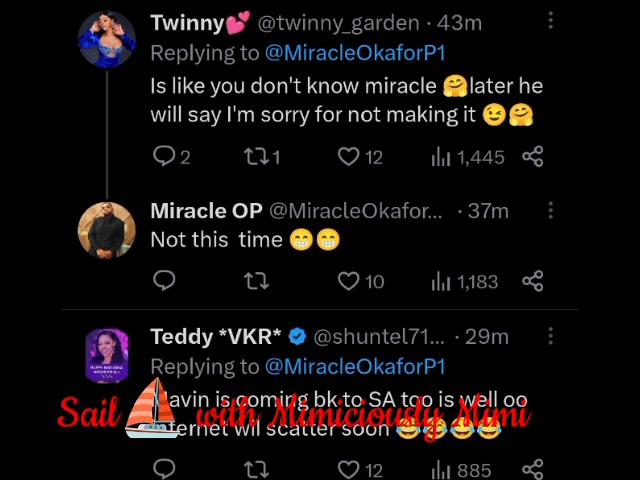 Twinny💕 @twinny_garden · 43m
Replying to @MiracleOkaforP1
Is like you don't know miracle 🤗later he
will say I'm sorry for not making it 😉🤗
2 1 12 1,445
Miracle OP @MiracleOkafor... · 37m
Not this time 😁😁
10 1,183
Teddy *VKR* @shuntel71... · 29m
Replying to @MiracleOkaforP1
is coming bk to SA too is well oo
Sail ⛵ with Mimiciously Mimi
wil scatter soon 😂😂😂😂
12 885